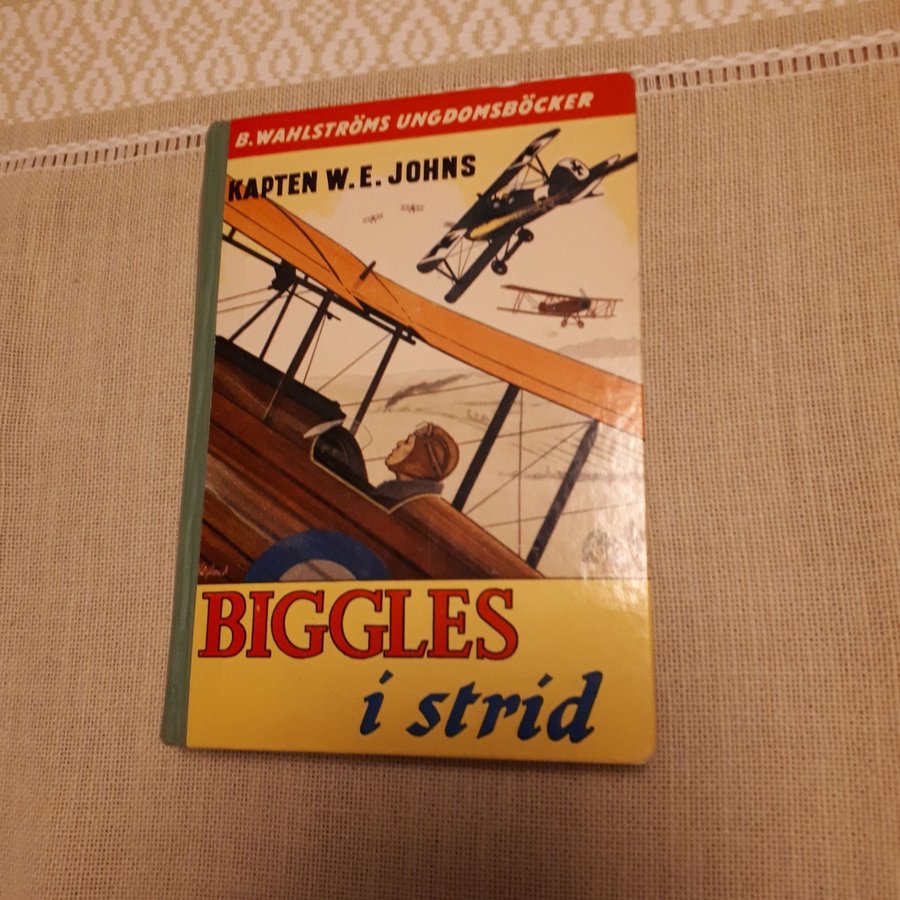 B.WAHLSTRÖMS UNGDOMSBÖCKER
KAPTEN W.E. JOHNS
BIGGLES
i strid